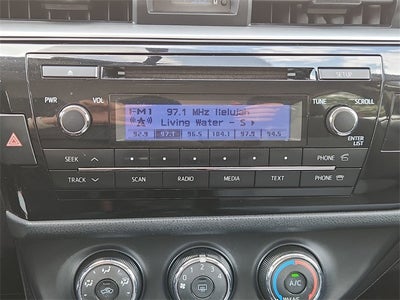 SETUP
PWR VOL
TUNE SCROLL
FM1 97.1 MHz Melugh
Living Water - S
92.9 97.1 96.5 104.1 97.9 94.5
ENTER
LIST
SEEK PHONE
TRACK SCAN RADIO MEDIA TEXT PHONE
A/C